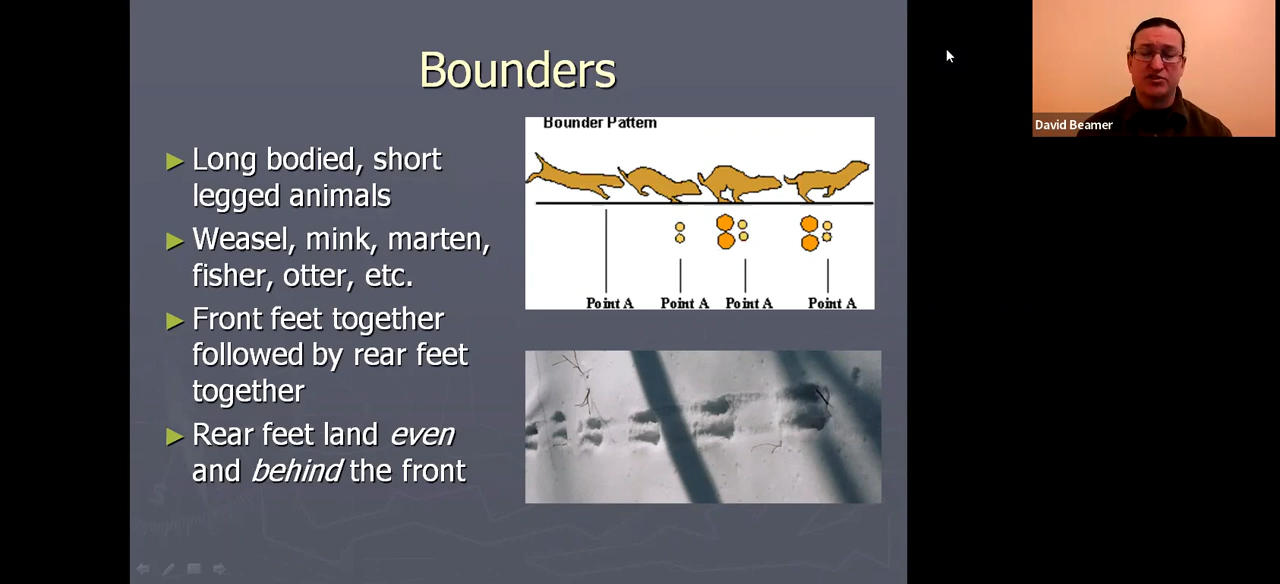 Bounders
Long bodied, short
legged animals
Weasel, mink, marten,
fisher, otter, etc.
Front feet together
followed by rear feet
together
Rear feet land even
and behind the front
Bounder Pattern
Point A Point A Point A Point A
David Beamer